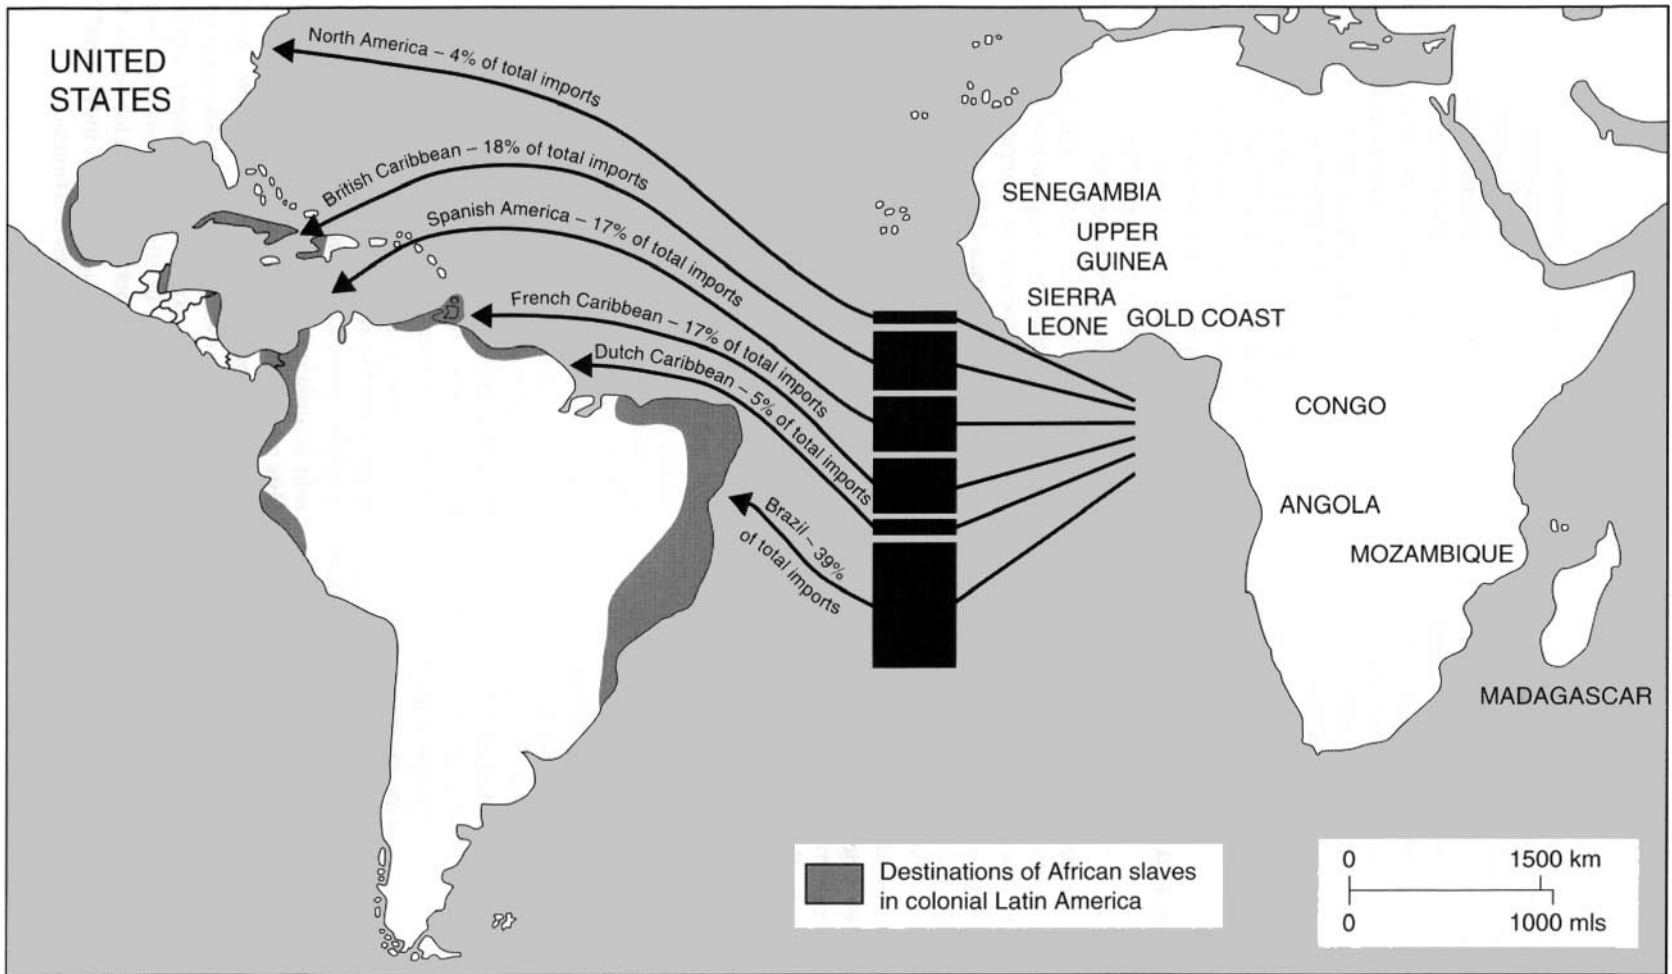 UNITED
STATES
North America – 4% of total imports
British Caribbean – 18% of total imports
Spanish America – 17% of total imports
French Caribbean – 17% of total imports
Dutch Caribbean – 5% of total imports
Brazil – 39%
of total imports
SENEGAMBIA
UPPER
GUINEA
SIERRA
LEONE
GOLD COAST
CONGO
ANGOLA
MOZAMBIQUE
MADAGASCAR
Destinations of African slaves
in colonial Latin America
0 1500 km
0 1000 mls